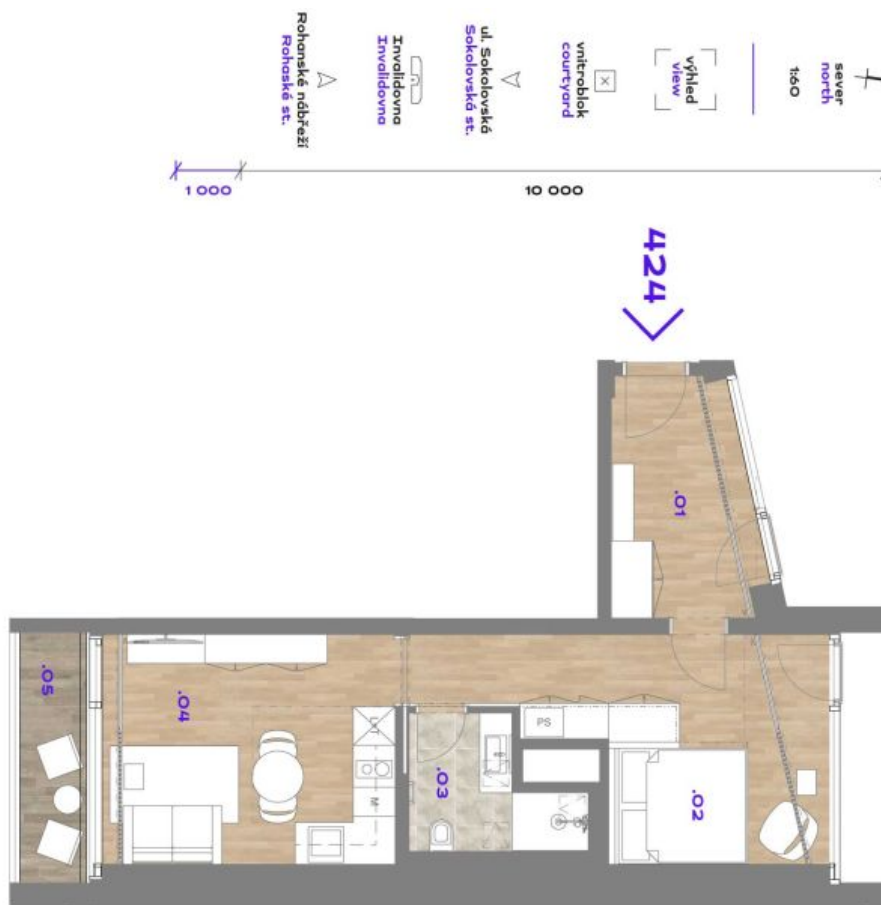 sever
north
1:60
výhled
view
vnitroblok
courtyard
ul. Sokolovská
Sokolovská st.
Invalidovna
Invalidovna
Rohanské nábřeží
Rohaské st.
10 000
1 000
424
.01
.02
PS
.03
M
.04
.05